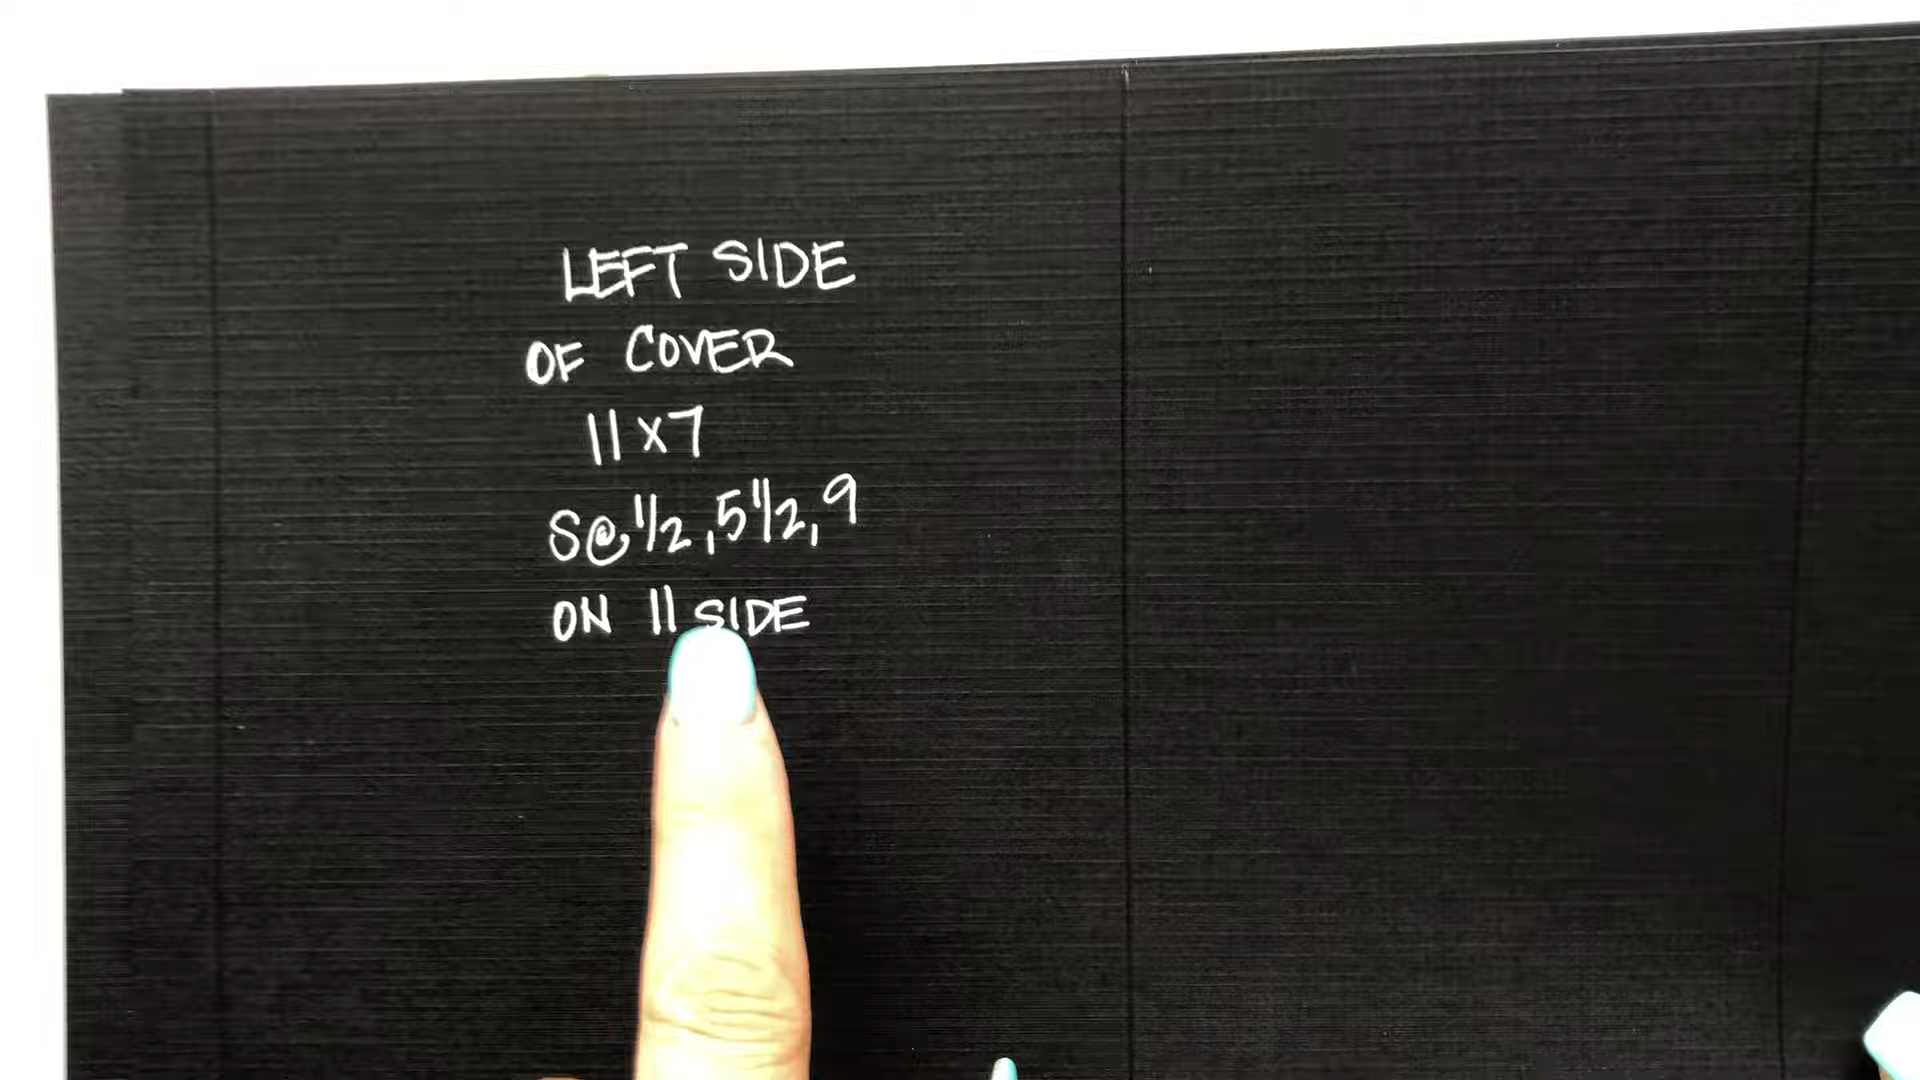 LEFT SIDE
OF COVER
11x7
S@ 1/2, 5 1/2, 9
ON 11 SIDE